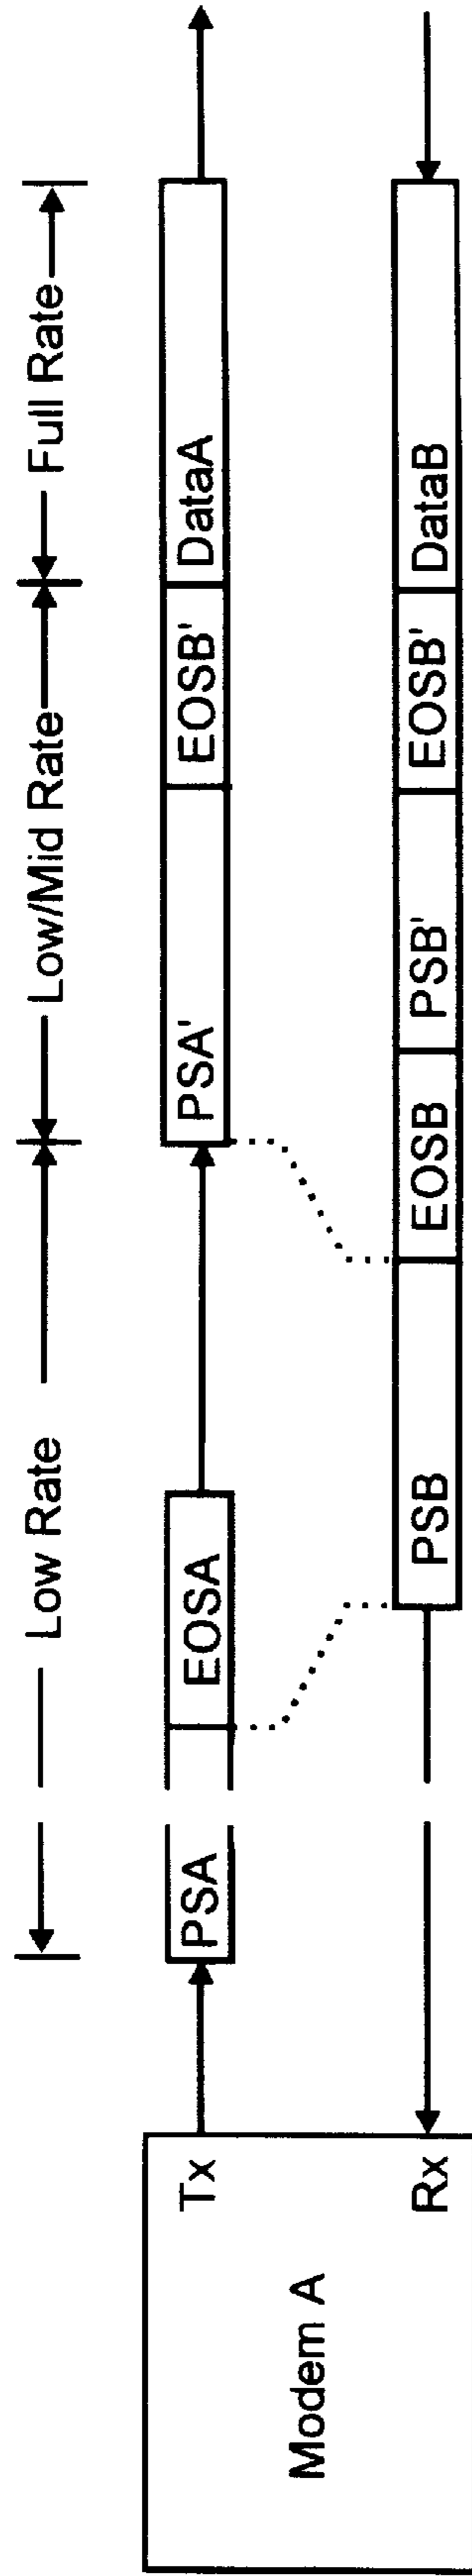 Low Rate
Low/Mid Rate
Full Rate
Modem A
Tx
PSA
EOSA
PSA'
EOSB'
DataA
Rx
PSB
EOSB
PSB'
EOSB'
DataB